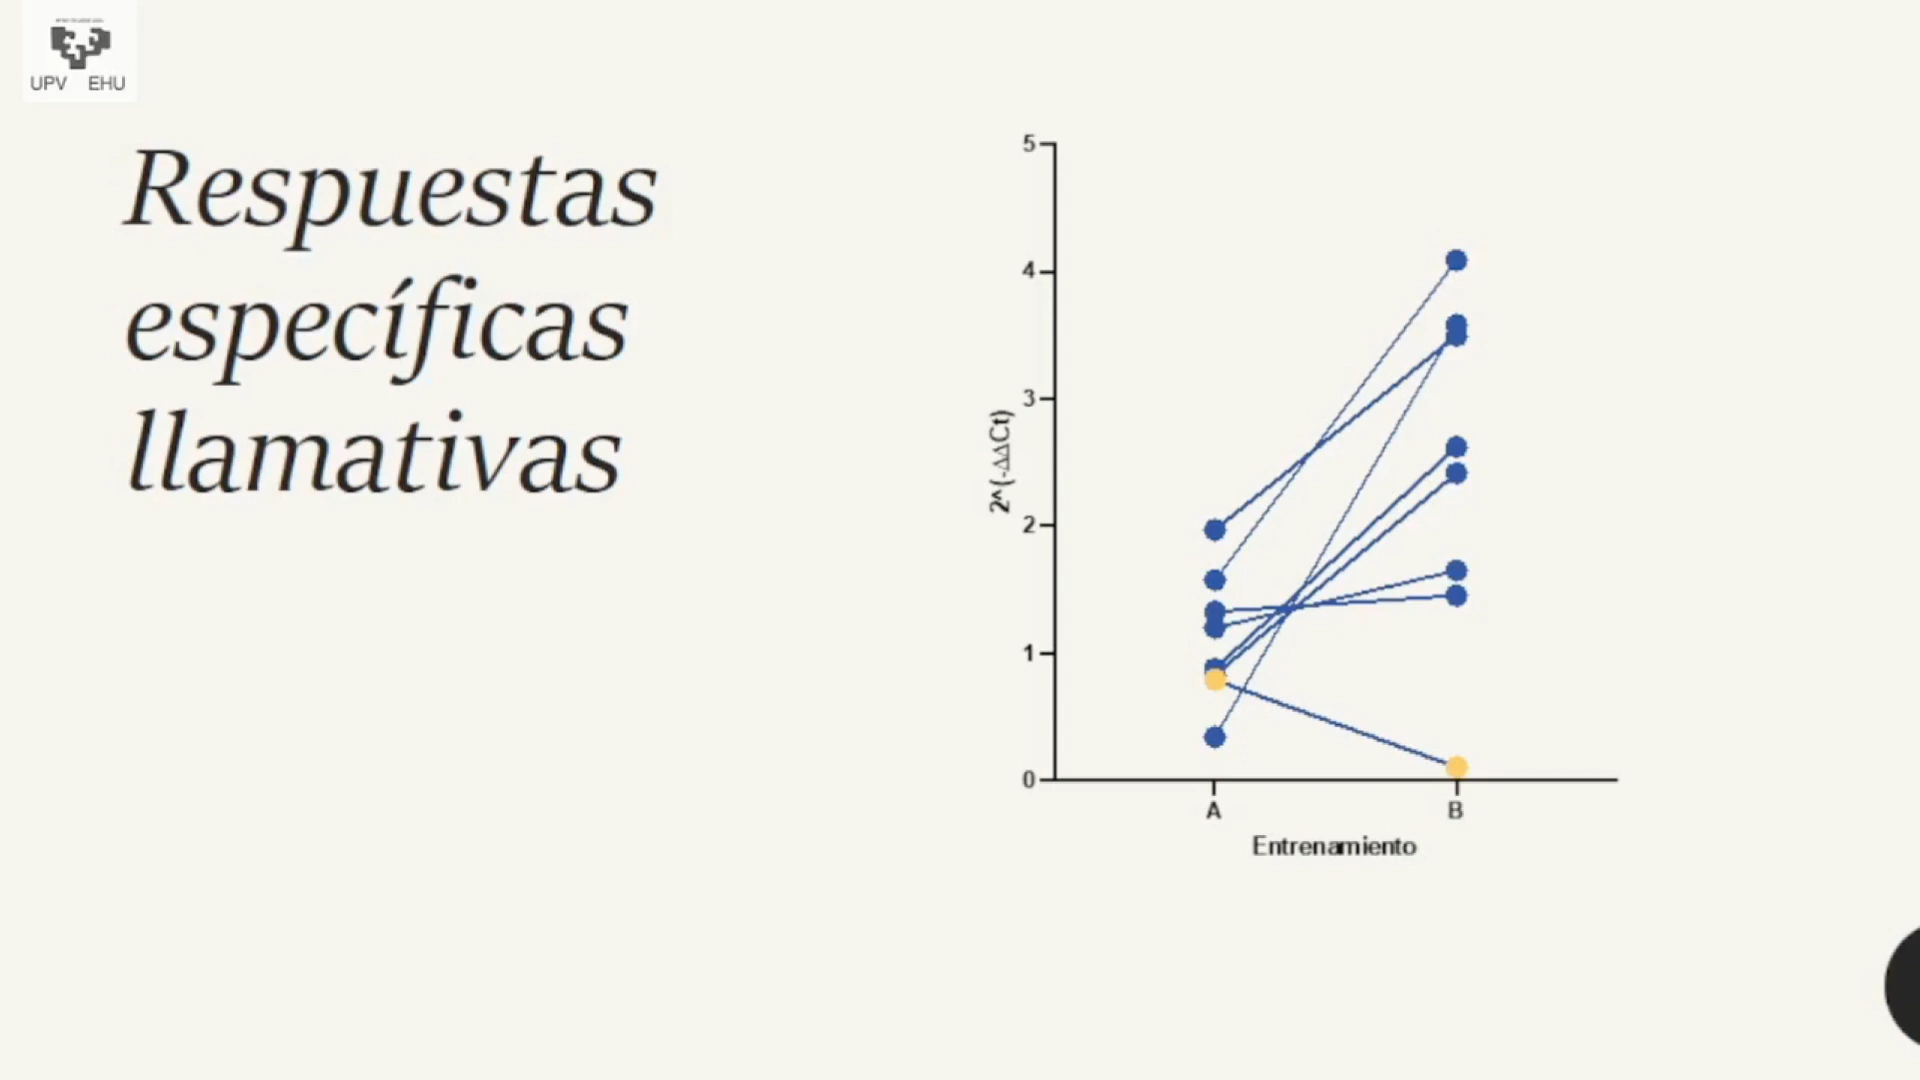 UPV EHU
Respuestas
específicas
llamativas
5
4
3
2
1
0
2^(-ΔΔCt)
A B
Entrenamiento